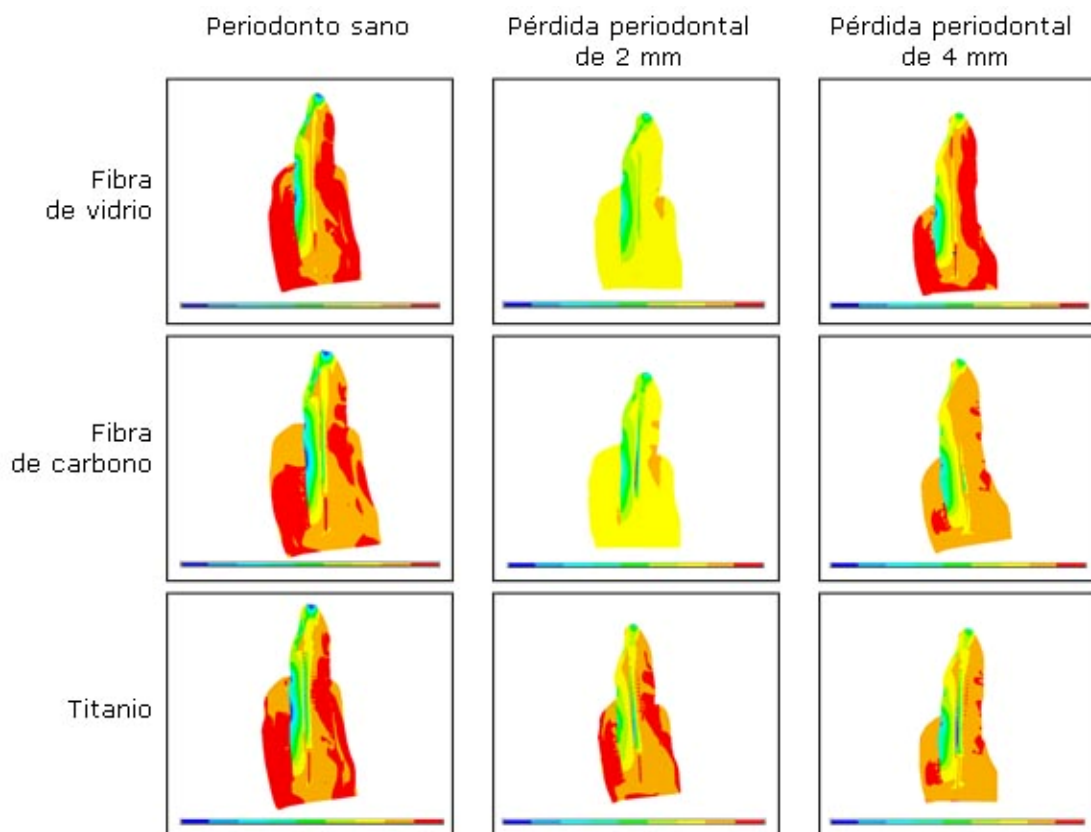 Periodonto sano
Pérdida periodontal
de 2 mm
Pérdida periodontal
de 4 mm
Fibra
de vidrio
Fibra
de carbono
Titanio